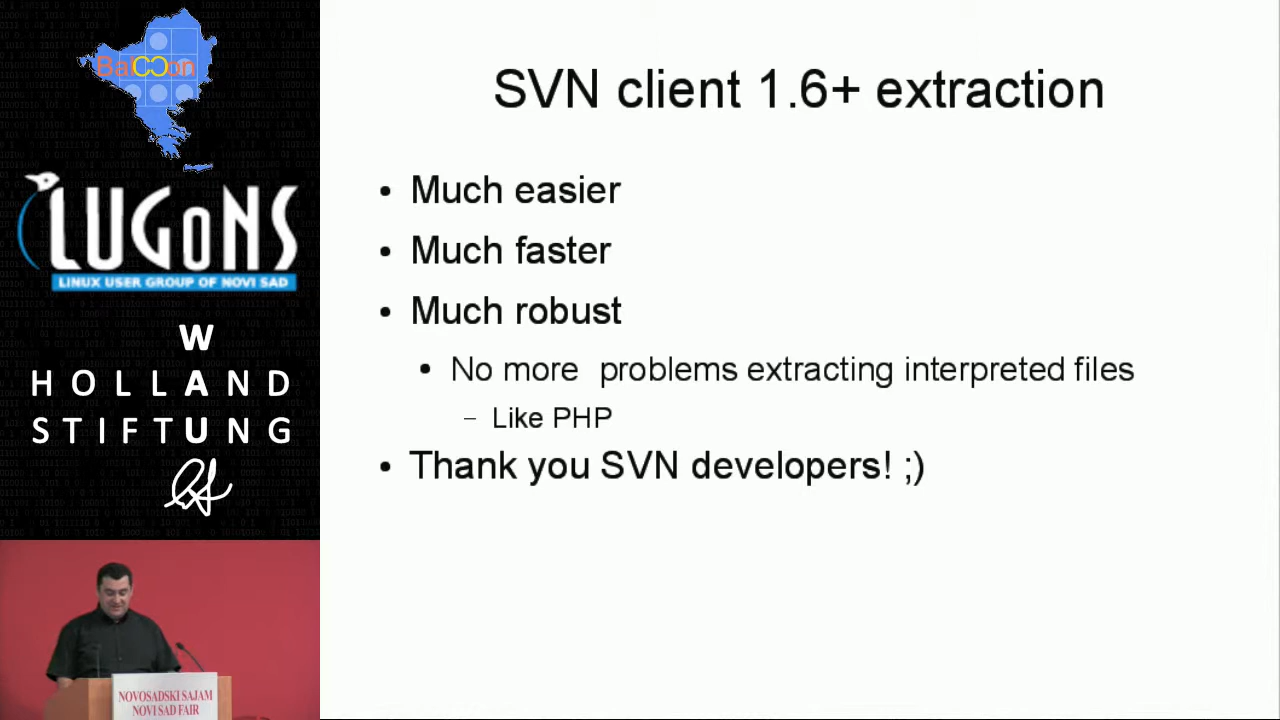 BaCCon
LUGoNS
LINUX USER GROUP OF NOVI SAD
W
HOLLAND
STIFTUNG
SVN client 1.6+ extraction
• Much easier
• Much faster
• Much robust
• No more problems extracting interpreted files
– Like PHP
• Thank you SVN developers! ;)
NOVOSADSKI SAJAM
NOVI SAD FAIR